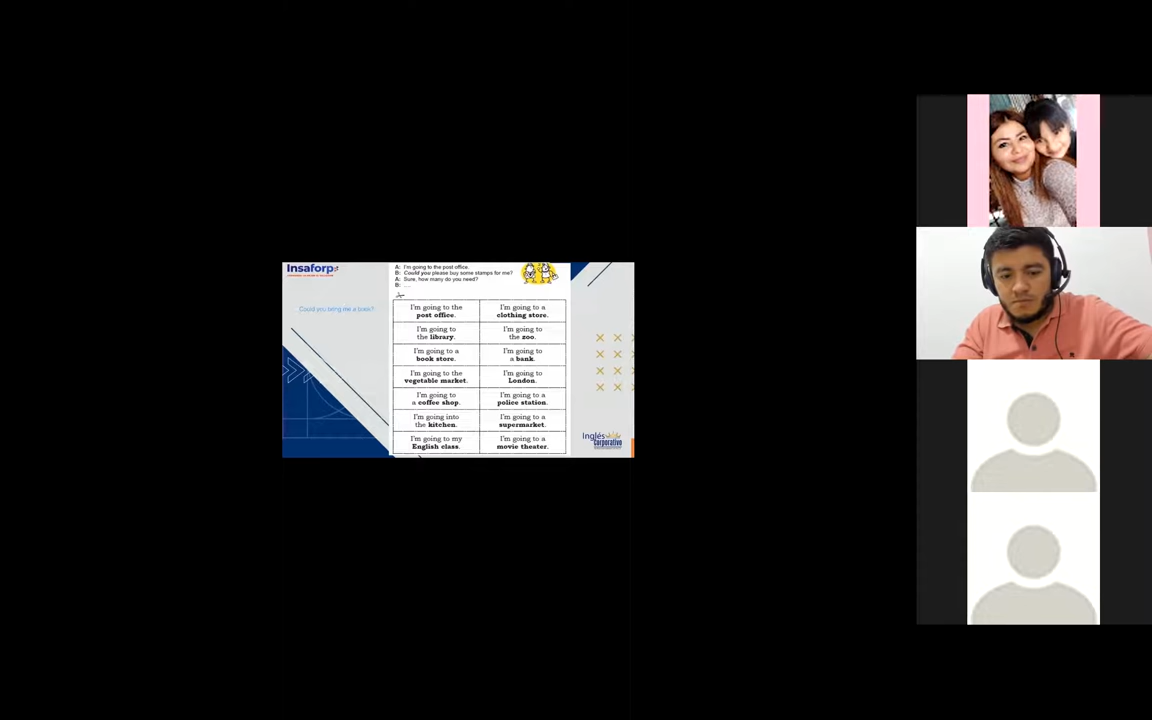 Insaforp
A: I'm going to the post office.
B: Could you please buy some stamps for me?
A: Sure, how many do you need?
B: ....
Could you bring me a book?
I'm going to the
post office.
I'm going to a
clothing store.
I'm going to
the library.
I'm going to
the zoo.
I'm going to a
book store.
I'm going to
a bank.
I'm going to the
vegetable market.
I'm going to
London.
I'm going to
a coffee shop.
I'm going to a
police station.
I'm going into
the kitchen.
I'm going to a
supermarket.
I'm going to my
English class.
I'm going to a
movie theater.
Inglés
Corporativo